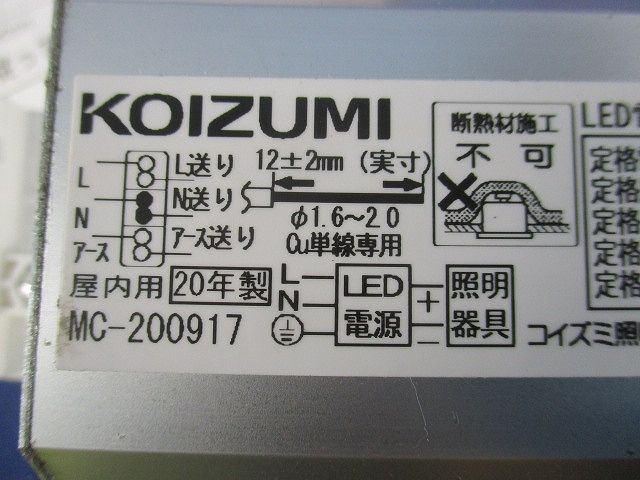 KOIZUMI
断熱材施工
不可
LED
定格
定格
定格
定格
定格
L L送り
N N送り
アース アース送り
12±2mm (実寸)
φ1.6〜2.0
Cu単線専用
屋内用 20年製
MC-200917
L
N
LED
電源
+
−
照明
器具
コイズミ照